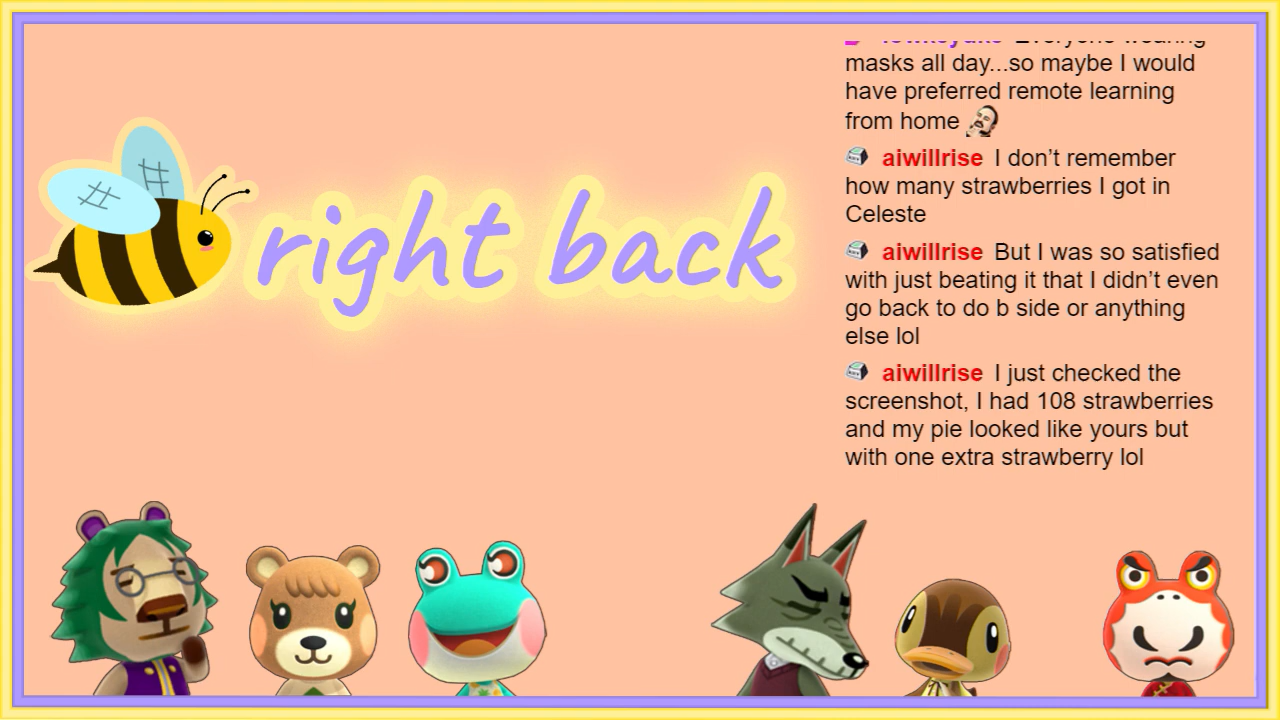 right back
masks all day...so maybe I would
have preferred remote learning
from home
aiwillrise I don’t remember
how many strawberries I got in
Celeste
aiwillrise But I was so satisfied
with just beating it that I didn’t even
go back to do b side or anything
else lol
aiwillrise I just checked the
screenshot, I had 108 strawberries
and my pie looked like yours but
with one extra strawberry lol